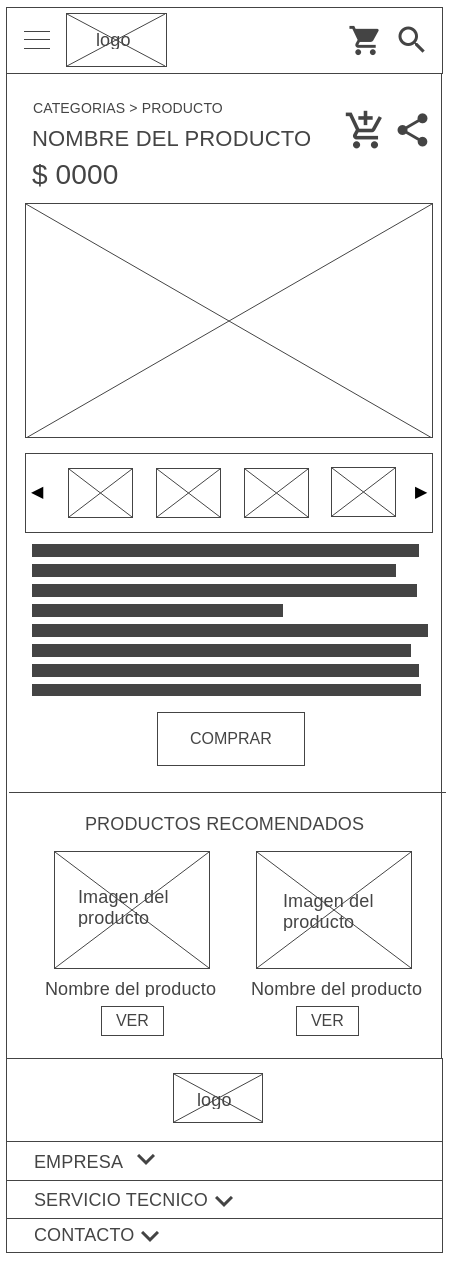 logo
CATEGORIAS > PRODUCTO
NOMBRE DEL PRODUCTO
$ 0000
COMPRAR
PRODUCTOS RECOMENDADOS
Imagen del
producto
Imagen del
producto
Nombre del producto
Nombre del producto
VER
VER
logo
EMPRESA
SERVICIO TECNICO
CONTACTO